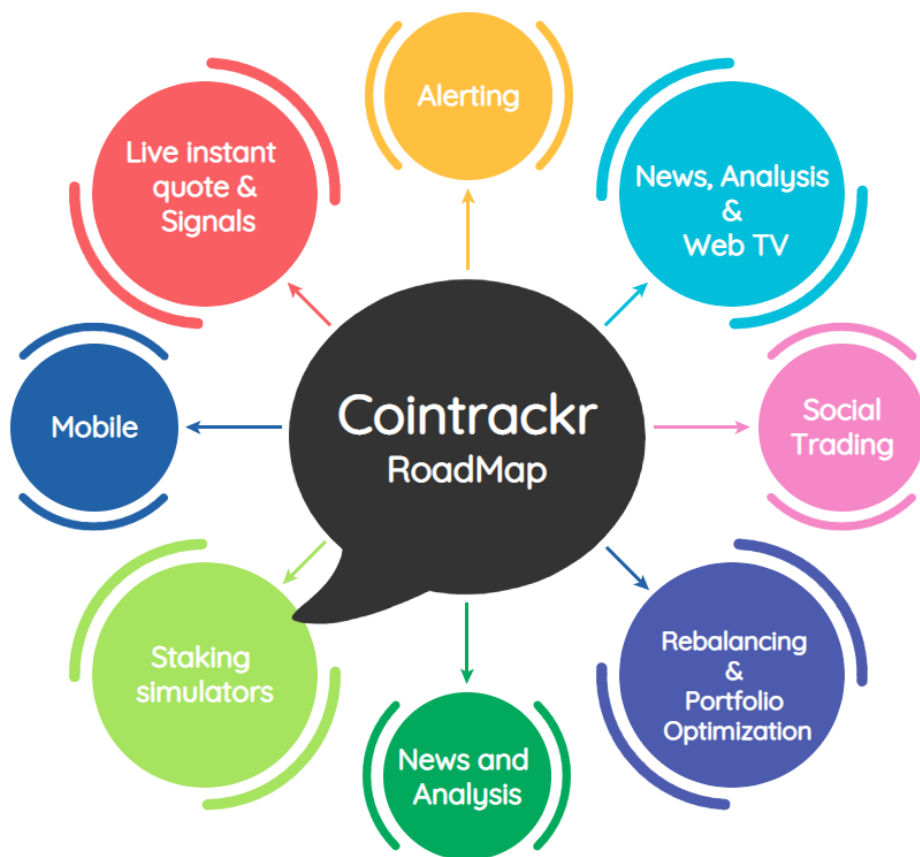 Alerting
Live instant
quote &
Signals
News, Analysis
&
Web TV
Cointrackr
RoadMap
Mobile
Social
Trading
Staking
simulators
Rebalancing
&
Portfolio
Optimization
News and
Analysis